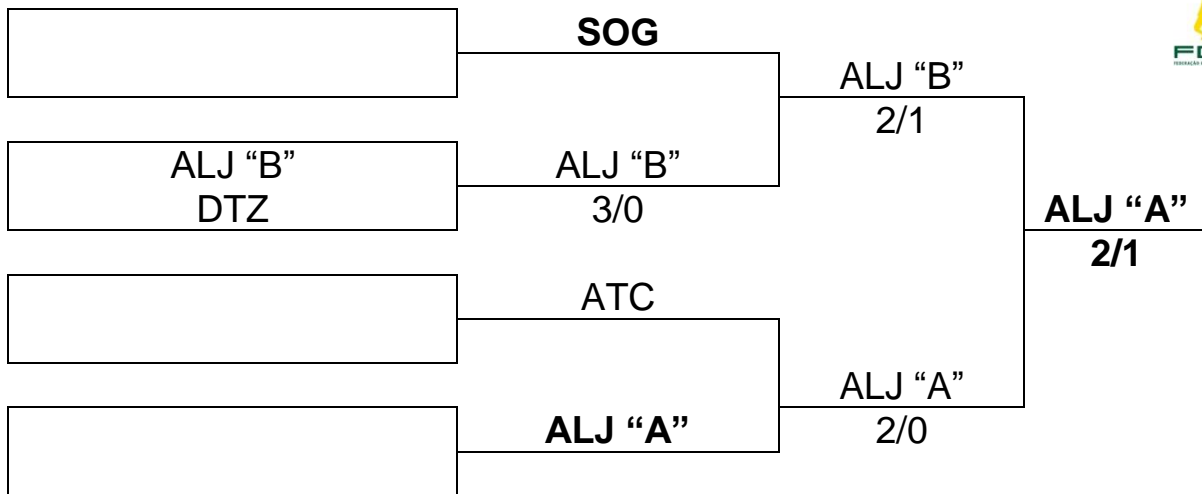 SOG
ALJ “B”
2/1
ALJ “B”
DTZ
ALJ “B”
3/0
ALJ “A”
2/1
ATC
ALJ “A”
2/0
ALJ “A”